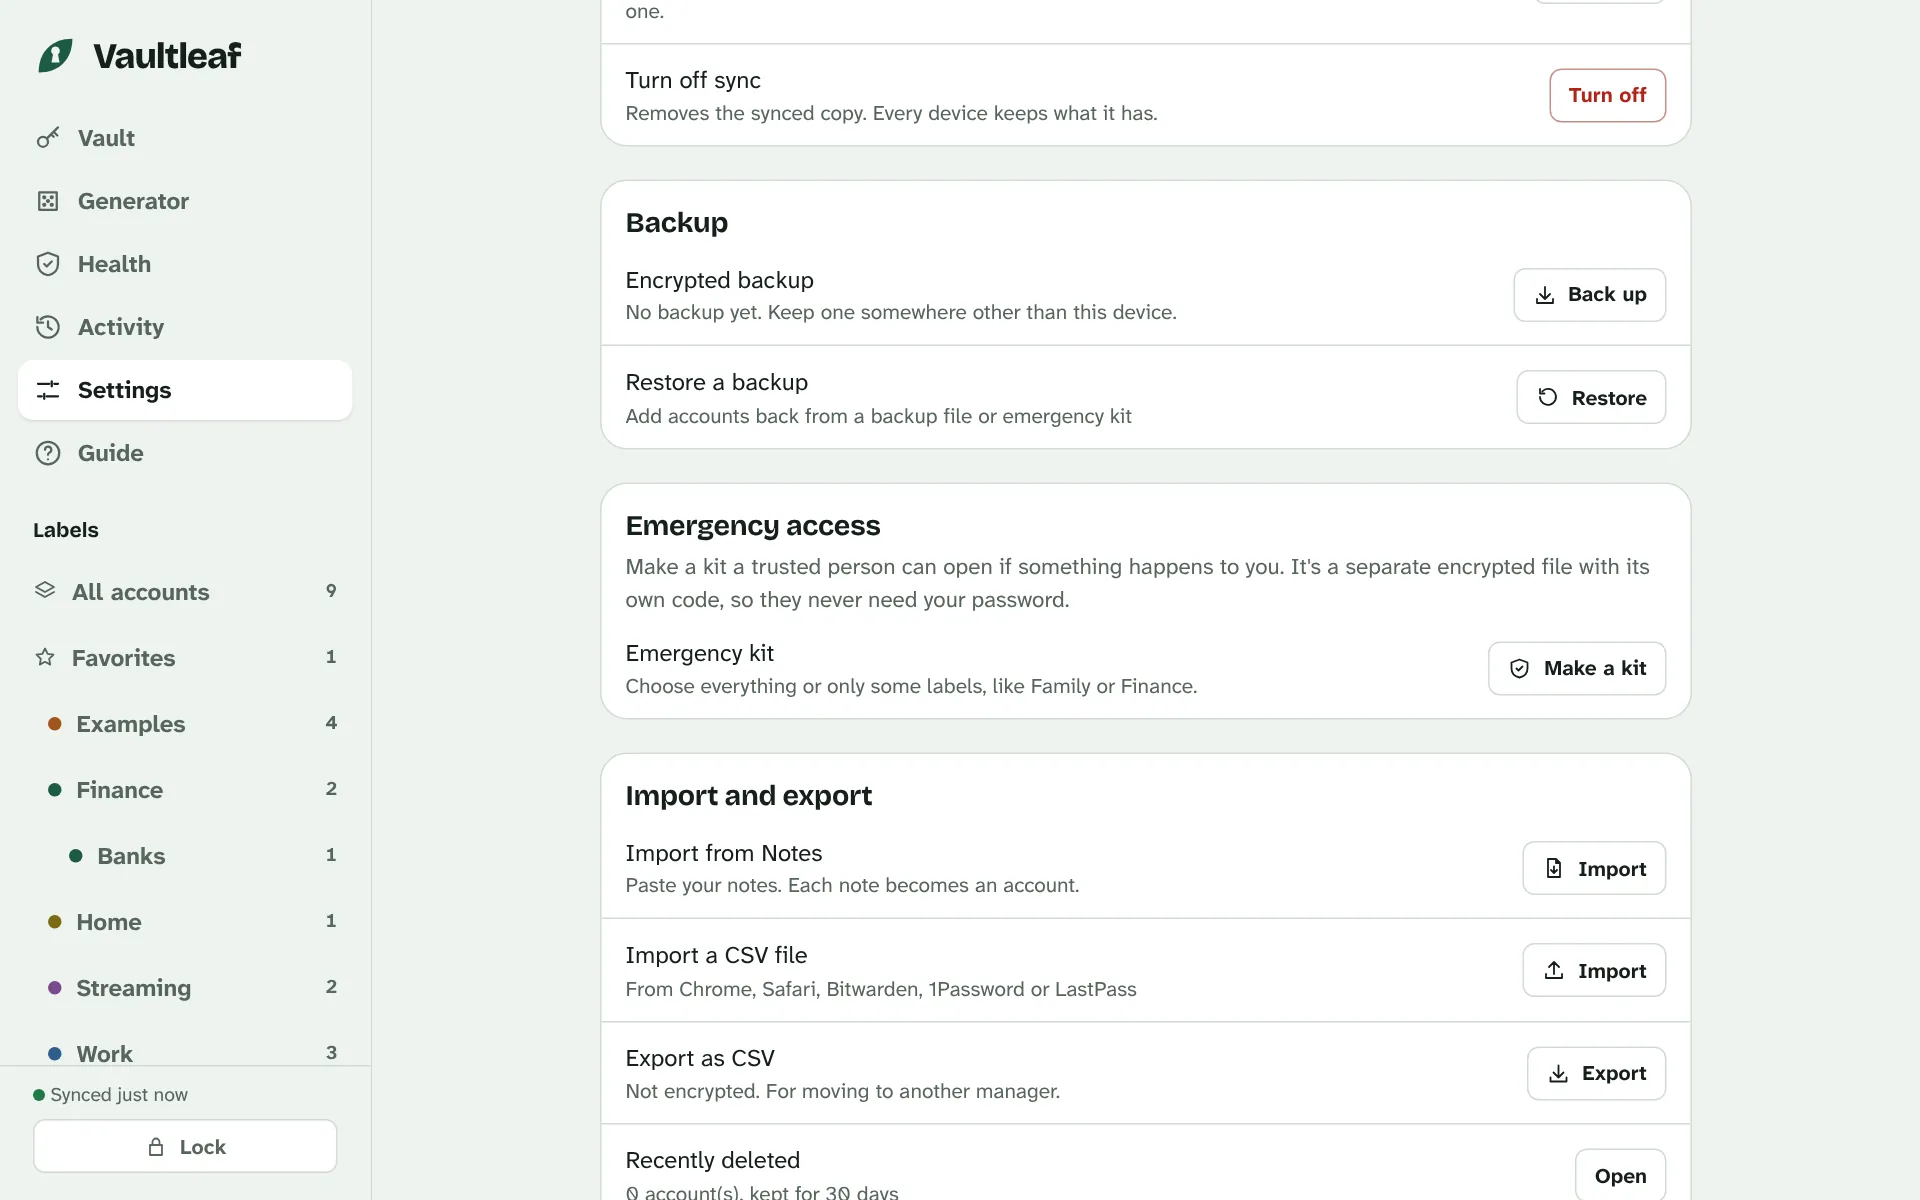 Vaultleaf
Vault
Generator
Health
Activity
Settings
Guide
Labels
All accounts 9
Favorites 1
Examples 4
Finance 2
Banks 1
Home 1
Streaming 2
Work 3
Synced just now
Lock
one.
Turn off sync
Removes the synced copy. Every device keeps what it has.
Turn off
Backup
Encrypted backup
No backup yet. Keep one somewhere other than this device.
Back up
Restore a backup
Add accounts back from a backup file or emergency kit
Restore
Emergency access
Make a kit a trusted person can open if something happens to you. It's a separate encrypted file with its
own code, so they never need your password.
Emergency kit
Choose everything or only some labels, like Family or Finance.
Make a kit
Import and export
Import from Notes
Paste your notes. Each note becomes an account.
Import
Import a CSV file
From Chrome, Safari, Bitwarden, 1Password or LastPass
Import
Export as CSV
Not encrypted. For moving to another manager.
Export
Recently deleted
0 account(s), kept for 30 days
Open